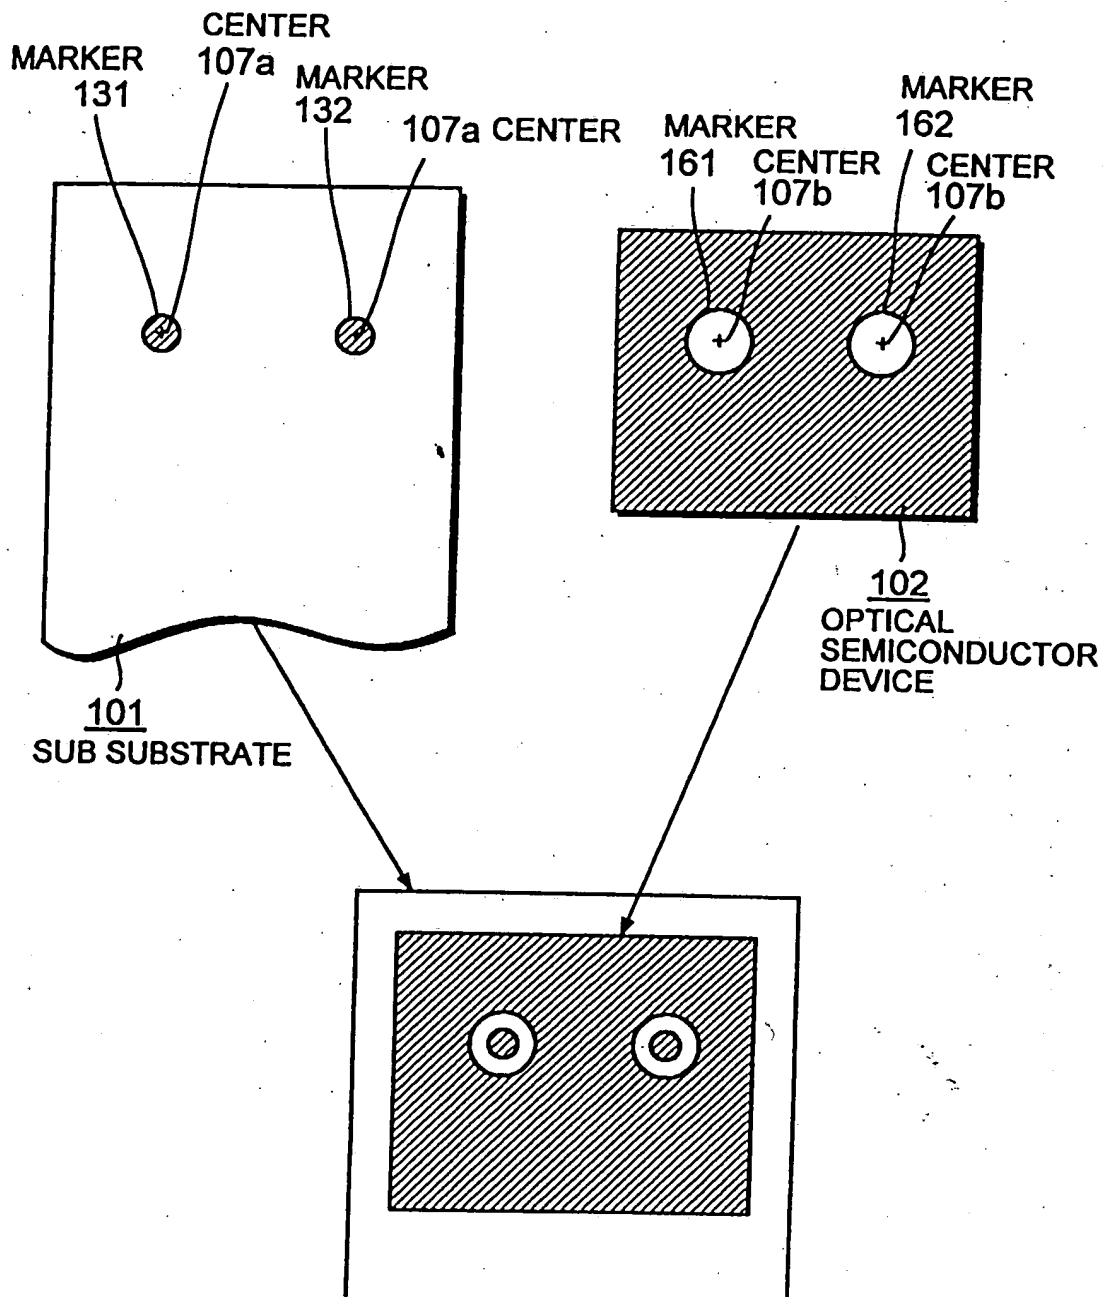 CENTER
107a
MARKER
131
MARKER
132
107a CENTER
MARKER
162
MARKER
161
CENTER
107b
CENTER
107b
102
OPTICAL
SEMICONDUCTOR
DEVICE
101
SUB SUBSTRATE